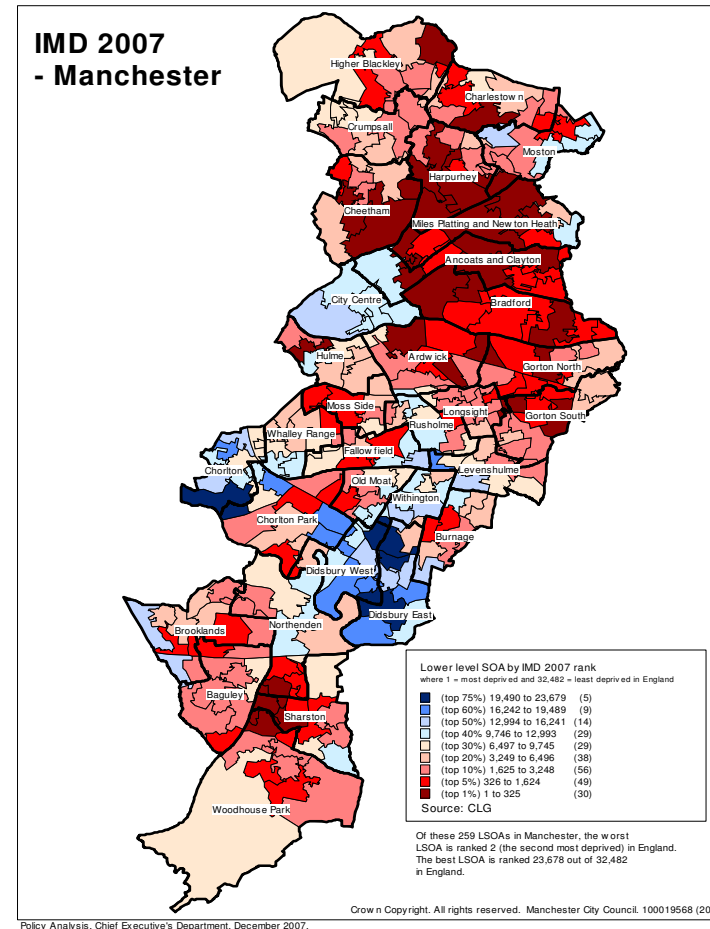 IMD 2007
- Manchester
Higher Blackley
Charlestown
Crumpsall
Moston
Harpurhey
Cheetham
Miles Platting and Newton Heath
Ancoats and Clayton
City Centre
Bradford
Hulme
Ardwick
Gorton North
Moss Side
Longsight
Gorton South
Rusholme
Whalley Range
Fallowfield
Chorlton
Levenshulme
Old Moat
Withington
Chorlton Park
Burnage
Didsbury West
Didsbury East
Northenden
Brooklands
Baguley
Sharston
Woodhouse Park
Lower level SOA by IMD 2007 rank
where 1 = most deprived and 32,482 = least deprived in England
(top 75%) 19,490 to 23,679 (5)
(top 60%) 16,242 to 19,489 (9)
(top 50%) 12,994 to 16,241 (14)
(top 40%) 9,746 to 12,993 (29)
(top 30%) 6,497 to 9,745 (29)
(top 20%) 3,249 to 6,496 (38)
(top 10%) 1,625 to 3,248 (56)
(top 5%) 326 to 1,624 (49)
(top 1%) 1 to 325 (30)
Source: CLG
Of these 259 LSOAs in Manchester, the worst
LSOA is ranked 2 (the second most deprived) in England.
The best LSOA is ranked 23,678 out of 32,482
in England.
Crown Copyright. All rights reserved. Manchester City Council. 100019568 (20
Policy Analysis, Chief Executive's Department, December 2007.